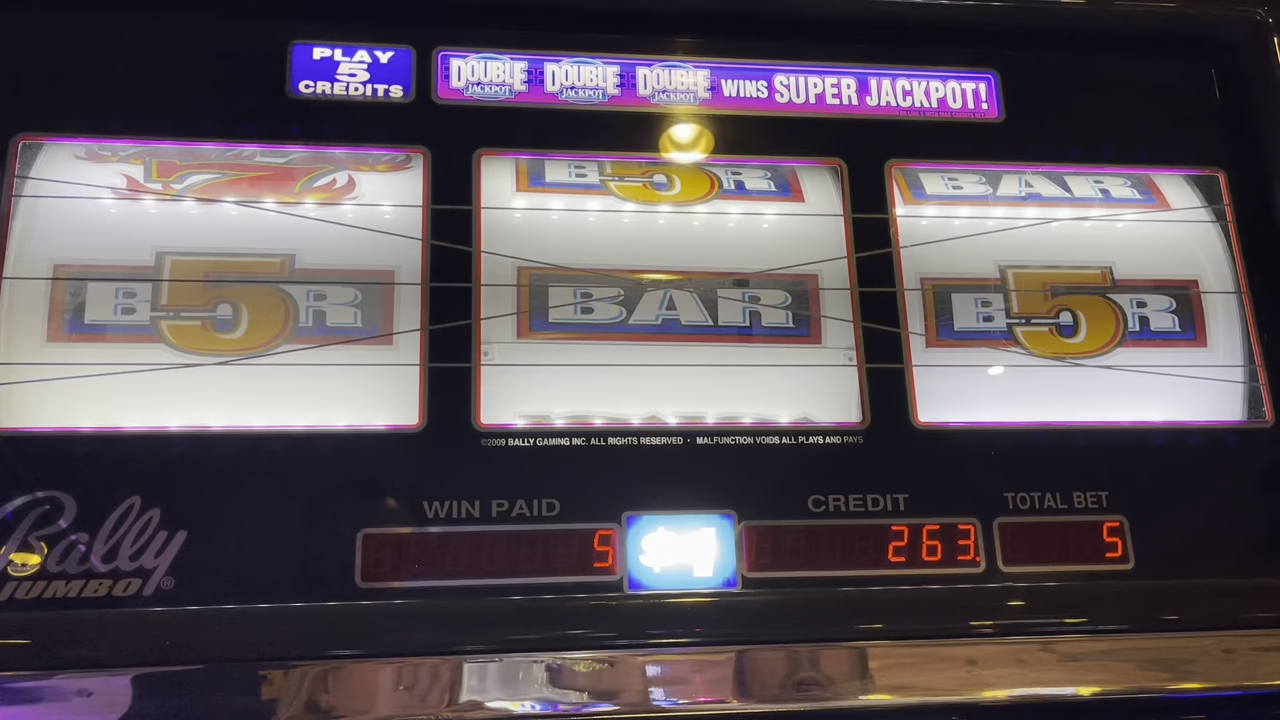 PLAY
5
CREDITS
DOUBLE JACKPOT DOUBLE JACKPOT DOUBLE JACKPOT WINS SUPER JACKPOT!
7
B5R
B5R
BAR
BAR
B5R
©2009 BALLY GAMING INC. ALL RIGHTS RESERVED • MALFUNCTION VOIDS ALL PLAYS AND PAYS
Bally
JUMBO®
WIN PAID
5
$1
CREDIT
263.
TOTAL BET
5